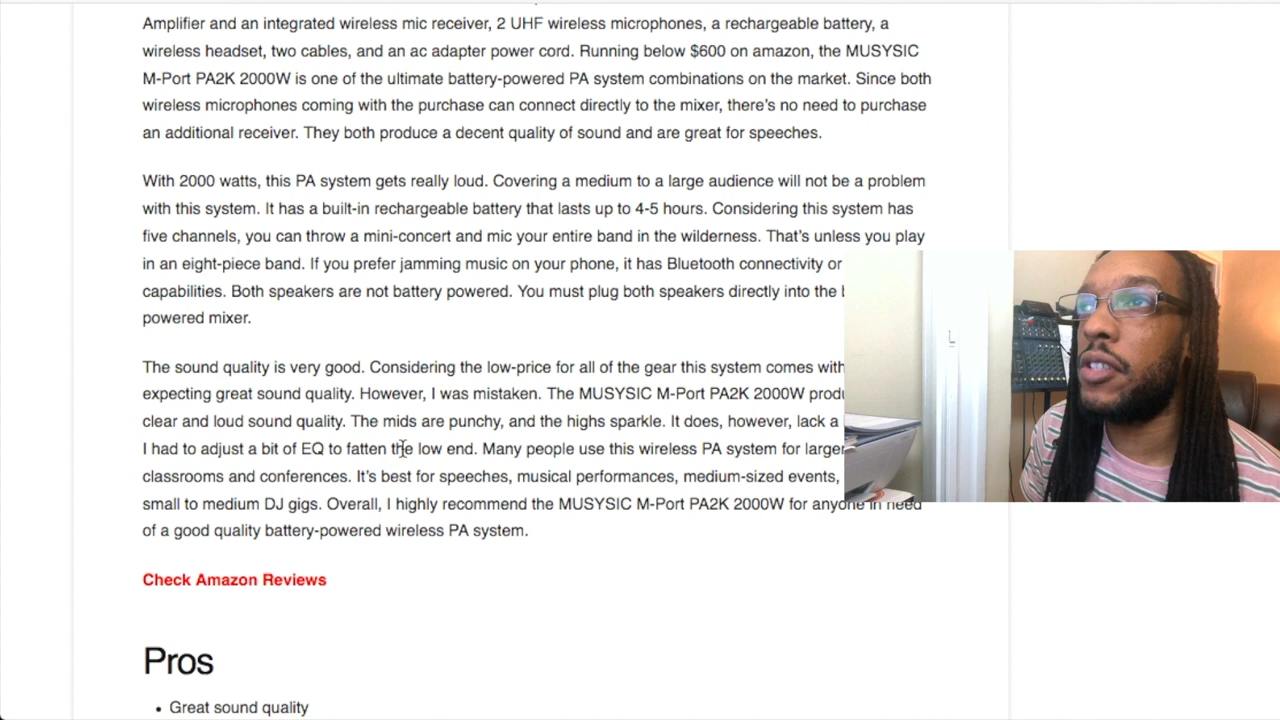 Amplifier and an integrated wireless mic receiver, 2 UHF wireless microphones, a rechargeable battery, a
wireless headset, two cables, and an ac adapter power cord. Running below $600 on amazon, the MUSYSIC
M-Port PA2K 2000W is one of the ultimate battery-powered PA system combinations on the market. Since both
wireless microphones coming with the purchase can connect directly to the mixer, there's no need to purchase
an additional receiver. They both produce a decent quality of sound and are great for speeches.
With 2000 watts, this PA system gets really loud. Covering a medium to a large audience will not be a problem
with this system. It has a built-in rechargeable battery that lasts up to 4-5 hours. Considering this system has
five channels, you can throw a mini-concert and mic your entire band in the wilderness. That's unless you play
in an eight-piece band. If you prefer jamming music on your phone, it has Bluetooth connectivity or
capabilities. Both speakers are not battery powered. You must plug both speakers directly into the
powered mixer.
The sound quality is very good. Considering the low-price for all of the gear this system comes with
expecting great sound quality. However, I was mistaken. The MUSYSIC M-Port PA2K 2000W
clear and loud sound quality. The mids are punchy, and the highs sparkle. It does, however, lack a
I had to adjust a bit of EQ to fatten the low end. Many people use this wireless PA system for larger
classrooms and conferences. It's best for speeches, musical performances, medium-sized events,
small to medium DJ gigs. Overall, I highly recommend the MUSYSIC M-Port PA2K 2000W for anyone in need
of a good quality battery-powered wireless PA system.
Check Amazon Reviews
Pros
• Great sound quality